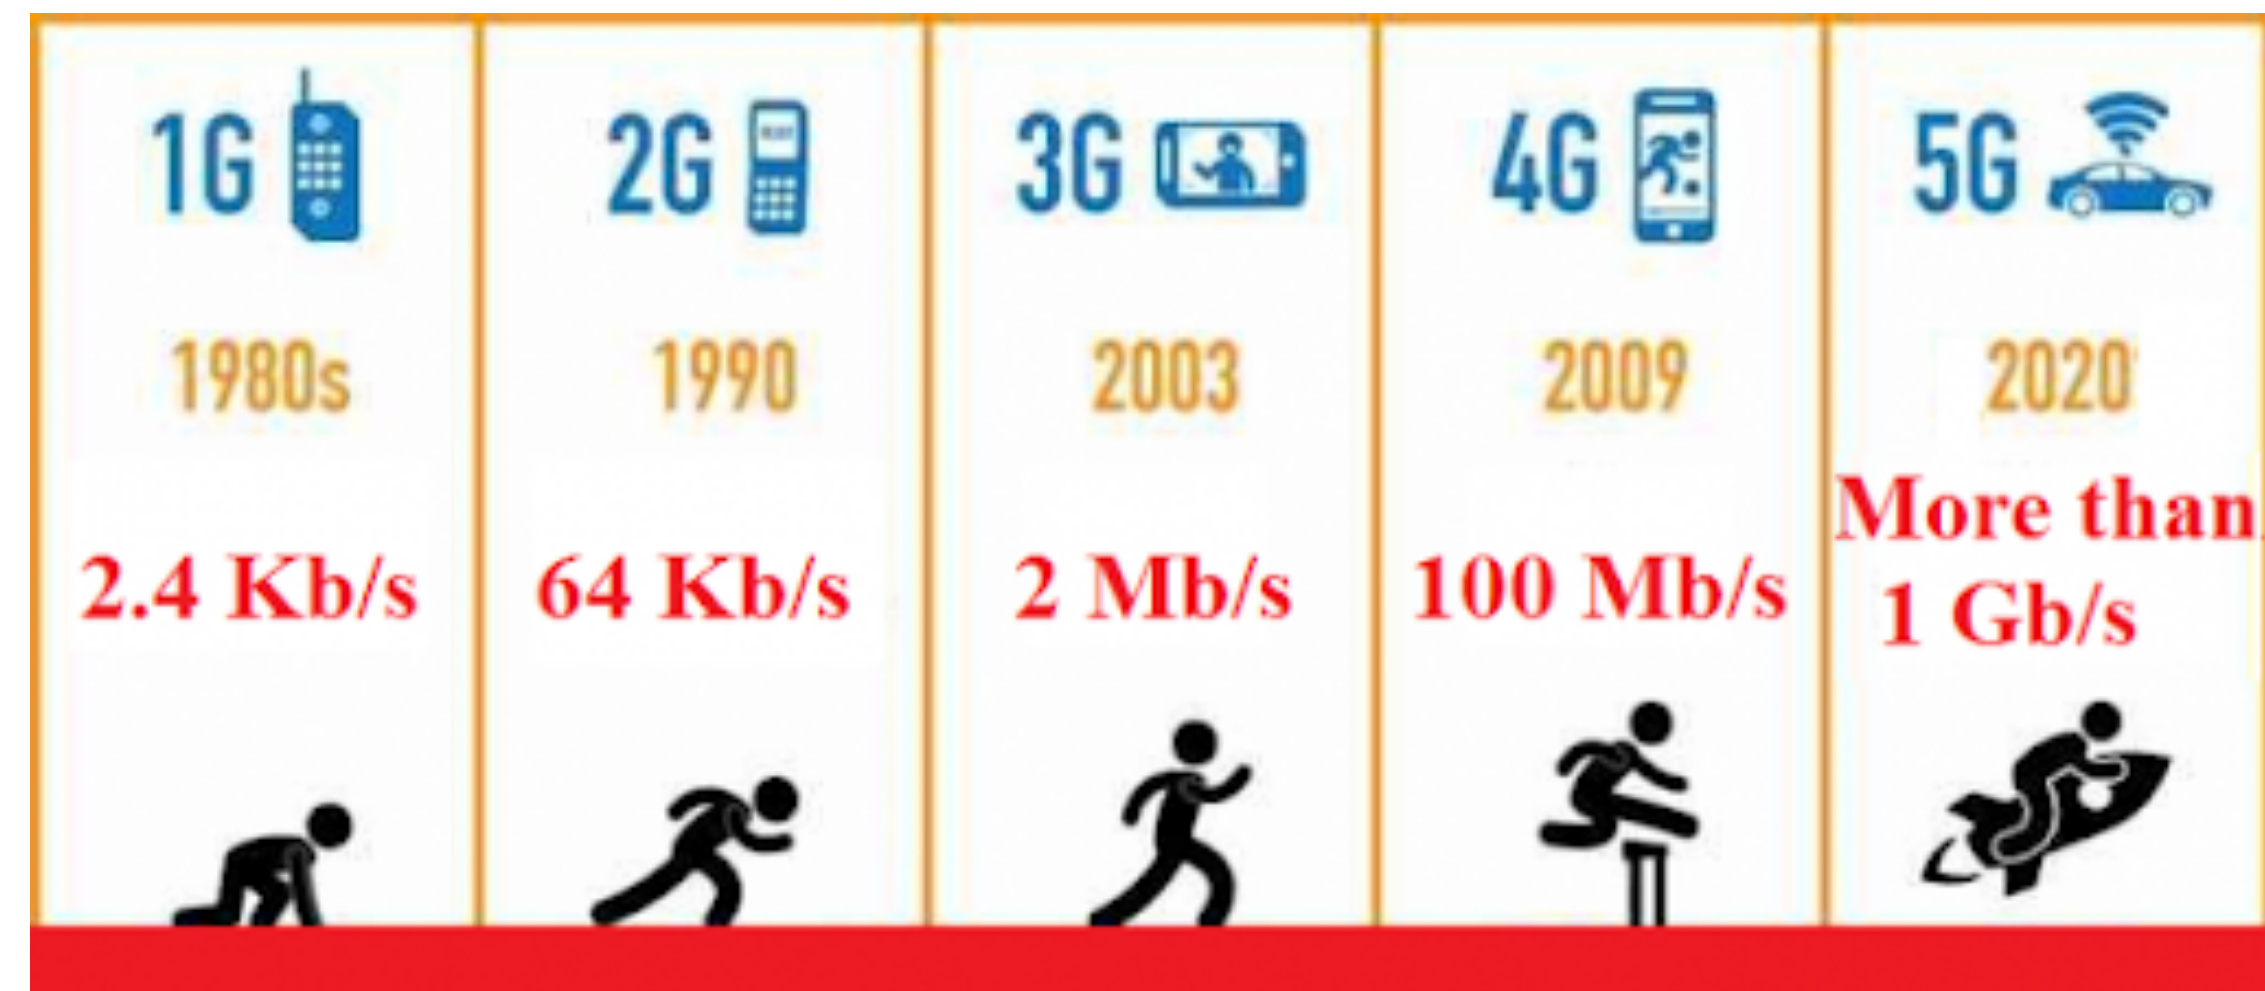 1G
2G
3G
4G
5G
1980s
1990
2003
2009
2020
2.4 Kb/s
64 Kb/s
2 Mb/s
100 Mb/s
More than
1 Gb/s